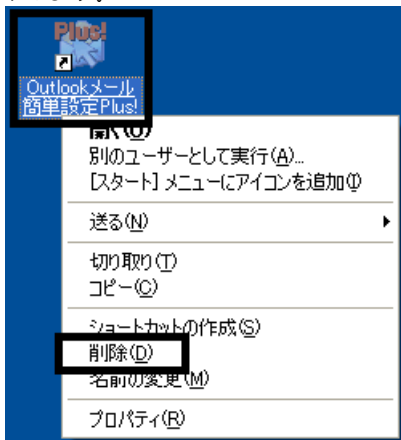 Plus!
Outlookメール
簡単設定Plus!
開く(O)
別のユーザーとして実行(A)...
[スタート] メニューにアイコンを追加(I)
送る(N)
切り取り(T)
コピー(C)
ショートカットの作成(S)
削除(D)
名前の変更(M)
プロパティ(R)